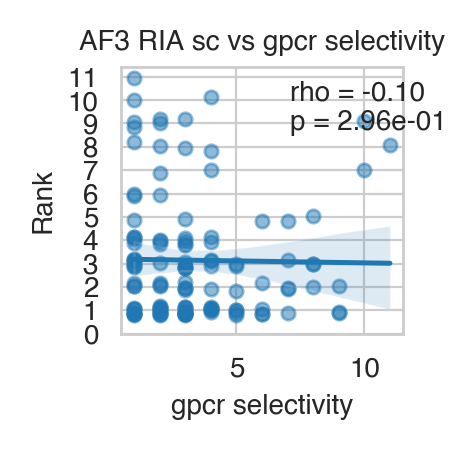 AF3 RIA sc vs gpcr selectivity
rho = -0.10
p = 2.96e-01
Rank
11
10
9
8
7
6
5
4
3
2
1
0
5
10
gpcr selectivity